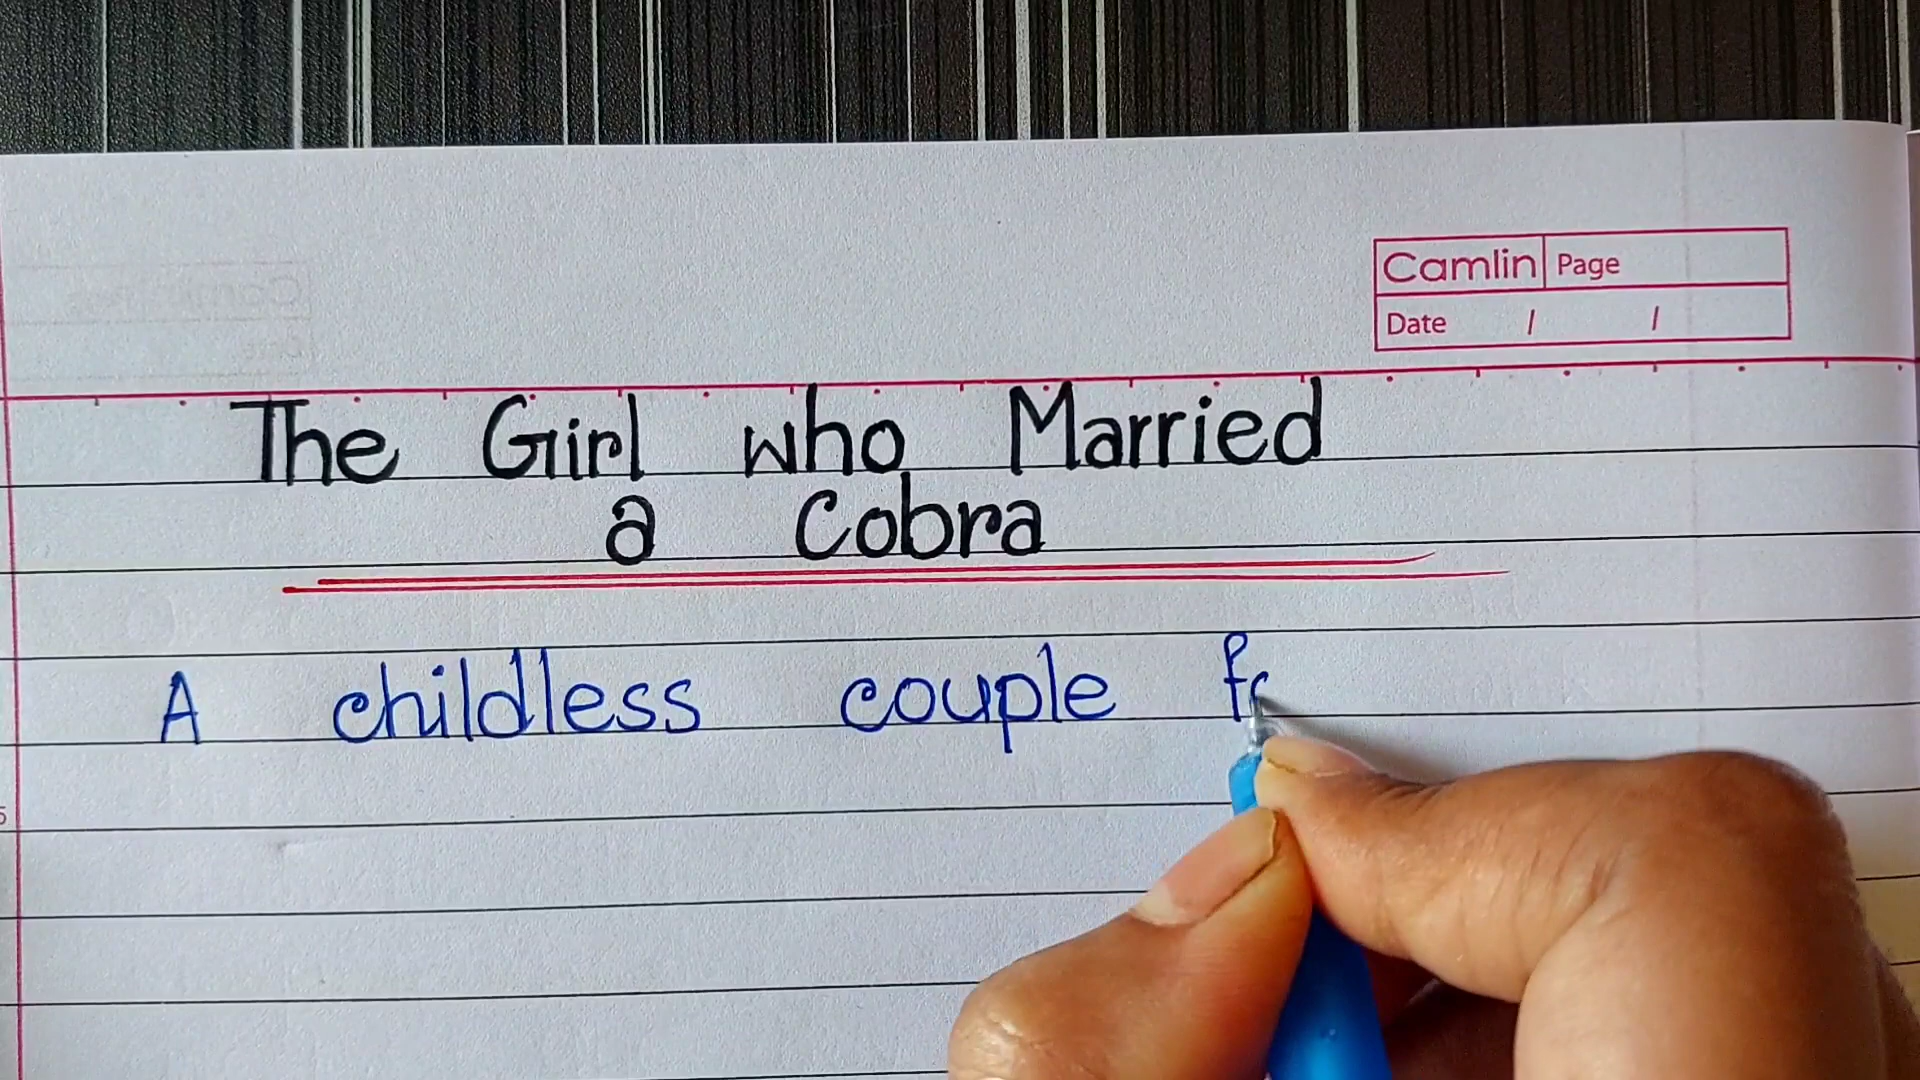 Camlin Page
Date / /
The Girl who Married
a Cobra
A childless couple